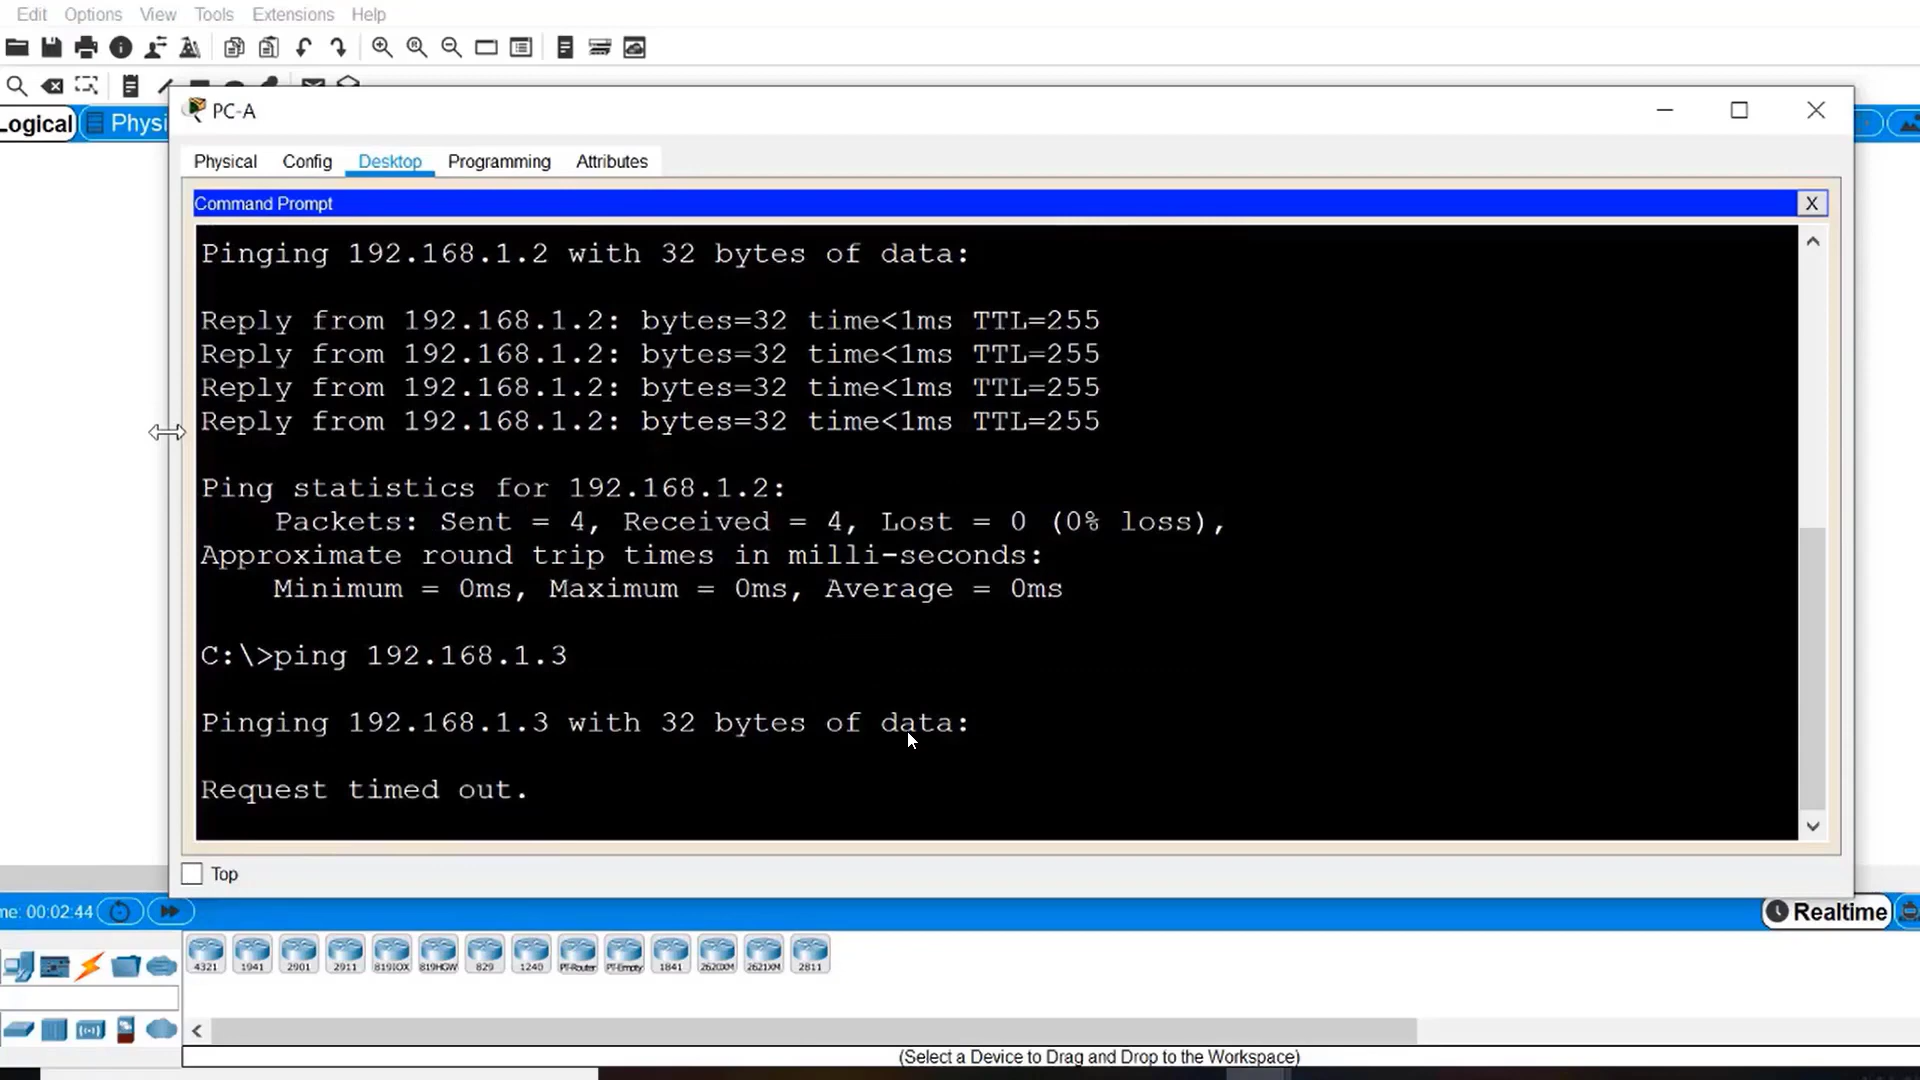 Edit Options View Tools Extensions Help
Logical Physi
PC-A
Physical Config Desktop Programming Attributes
Command Prompt
X
Pinging 192.168.1.2 with 32 bytes of data:
Reply from 192.168.1.2: bytes=32 time<1ms TTL=255
Reply from 192.168.1.2: bytes=32 time<1ms TTL=255
Reply from 192.168.1.2: bytes=32 time<1ms TTL=255
Reply from 192.168.1.2: bytes=32 time<1ms TTL=255
Ping statistics for 192.168.1.2:
Packets: Sent = 4, Received = 4, Lost = 0 (0% loss),
Approximate round trip times in milli-seconds:
Minimum = 0ms, Maximum = 0ms, Average = 0ms
C:\>ping 192.168.1.3
Pinging 192.168.1.3 with 32 bytes of data:
Request timed out.
Top
me: 00:02:44
Realtime
4321 1941 2901 2911 819IOX 819HGW 829 1240 PT-Router PT-Empty 1841 2620XM 2621XM 2811
(Select a Device to Drag and Drop to the Workspace)